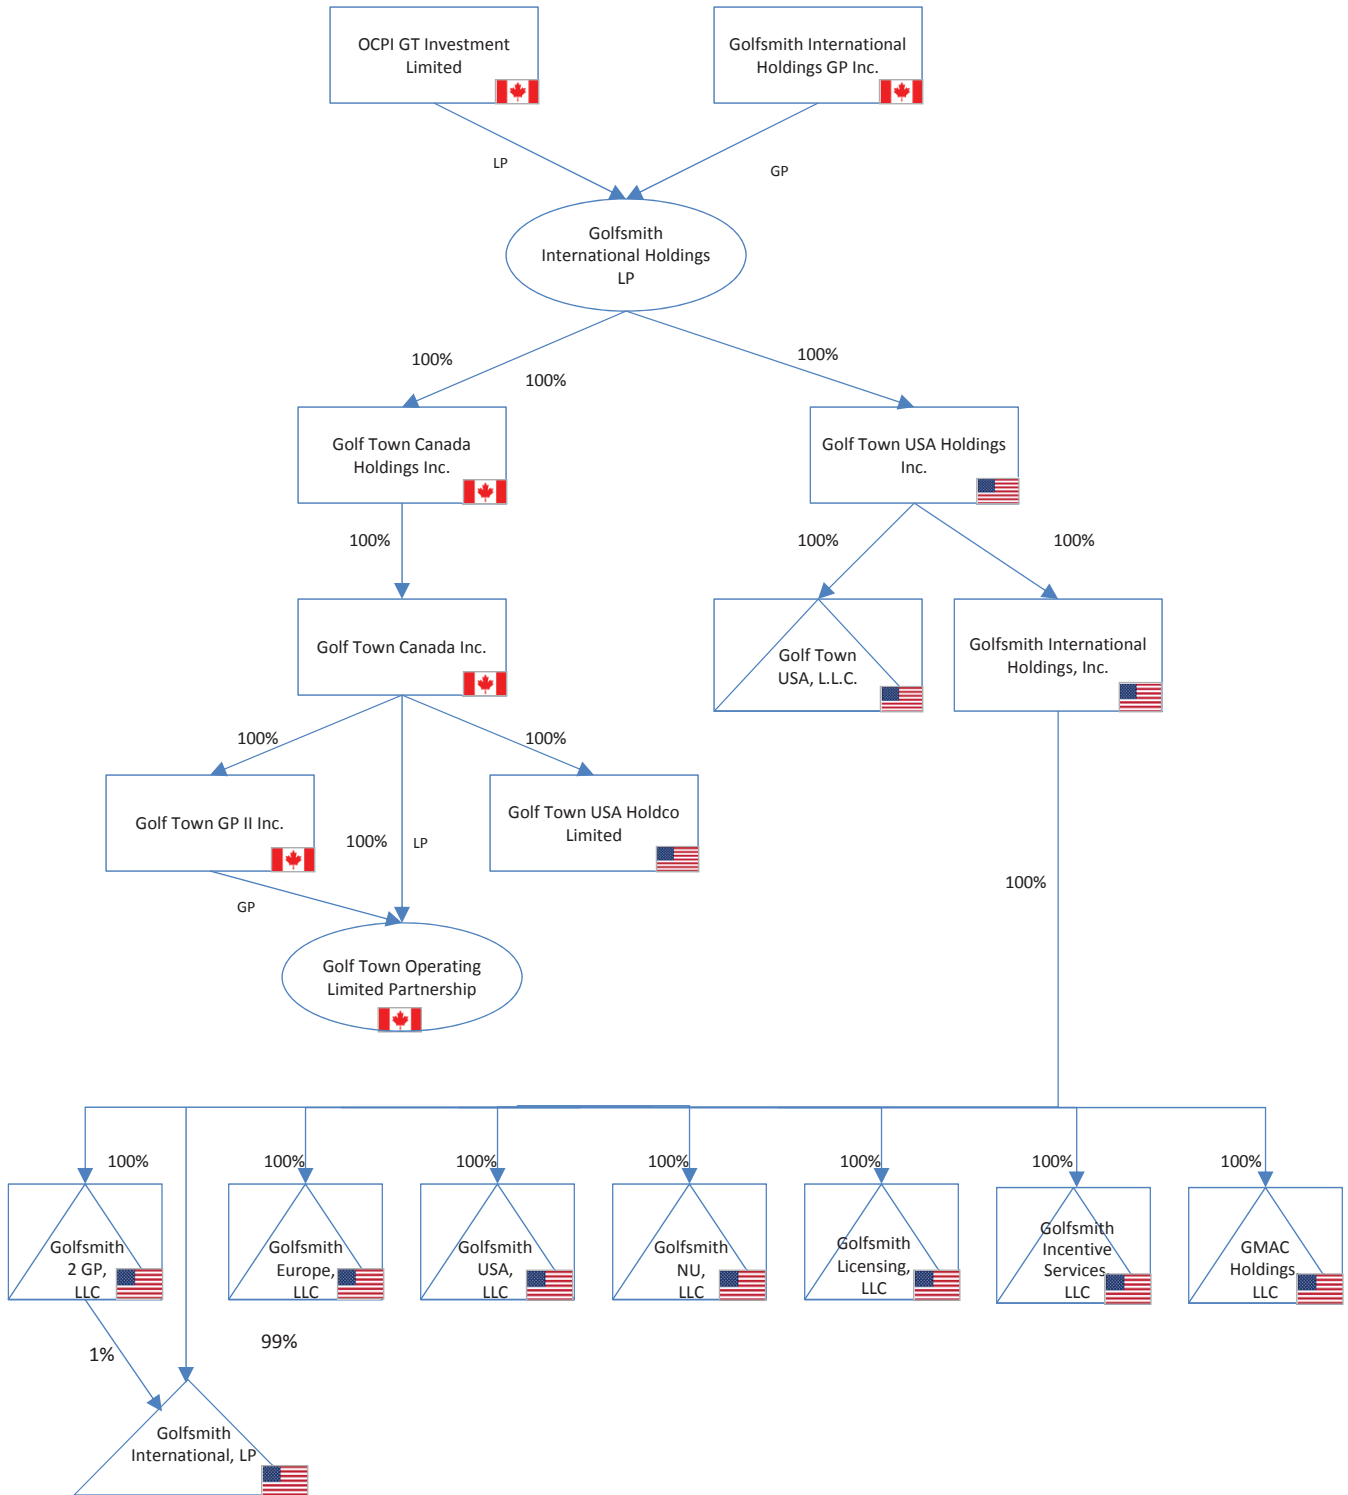 OCPI GT Investment
Limited
Golfsmith International
Holdings GP Inc.
LP
GP
Golfsmith
International Holdings
LP
100%
100%
100%
Golf Town Canada
Holdings Inc.
Golf Town USA Holdings
Inc.
100%
100%
100%
Golf Town Canada Inc.
Golf Town
USA, L.L.C.
Golfsmith International
Holdings, Inc.
100%
100%
Golf Town GP II Inc.
100%
LP
Golf Town USA Holdco
Limited
100%
GP
Golf Town Operating
Limited Partnership
100%
100%
100%
100%
100%
100%
100%
Golfsmith
2 GP,
LLC
Golfsmith
Europe,
LLC
Golfsmith
USA,
LLC
Golfsmith
NU,
LLC
Golfsmith
Licensing,
LLC
Golfsmith
Incentive
Services,
LLC
GMAC
Holdings,
LLC
1%
99%
Golfsmith
International, LP